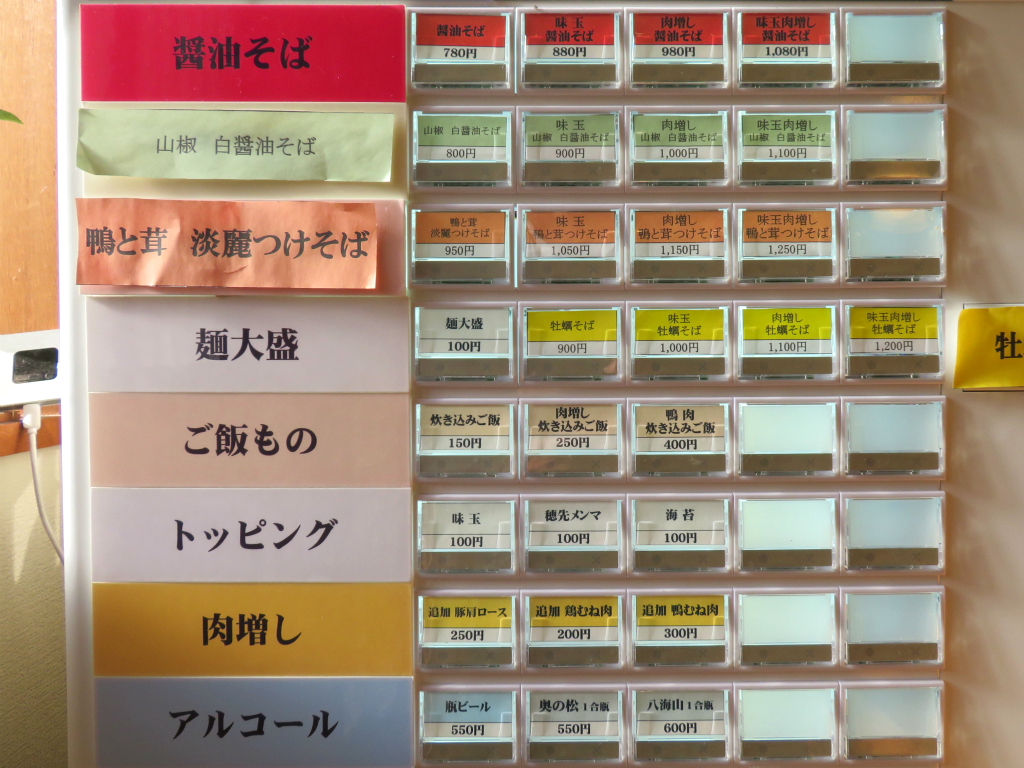 醤油そば
醤油そば
780円
味玉
醤油そば
880円
肉増し
醤油そば
980円
味玉肉増し
醤油そば
1,080円
山椒 白醤油そば
山椒 白醤油そば
800円
味玉
山椒 白醤油そば
900円
肉増し
山椒 白醤油そば
1,000円
味玉肉増し
山椒 白醤油そば
1,100円
鴨と茸 淡麗つけそば
鴨と茸
淡麗つけそば
950円
味玉
鴨と茸つけそば
1,050円
肉増し
鴨と茸つけそば
1,150円
味玉肉増し
鴨と茸つけそば
1,250円
麺大盛
麺大盛
100円
牡蠣そば
900円
味玉
牡蠣そば
1,000円
肉増し
牡蠣そば
1,100円
味玉肉増し
牡蠣そば
1,200円
牡
ご飯もの
炊き込みご飯
150円
肉増し
炊き込みご飯
250円
鴨肉
炊き込みご飯
400円
トッピング
味玉
100円
穂先メンマ
100円
海苔
100円
肉増し
追加 豚肩ロース
250円
追加 鶏むね肉
200円
追加 鴨むね肉
300円
アルコール
瓶ビール
550円
奥の松 1合瓶
550円
八海山 1合瓶
600円